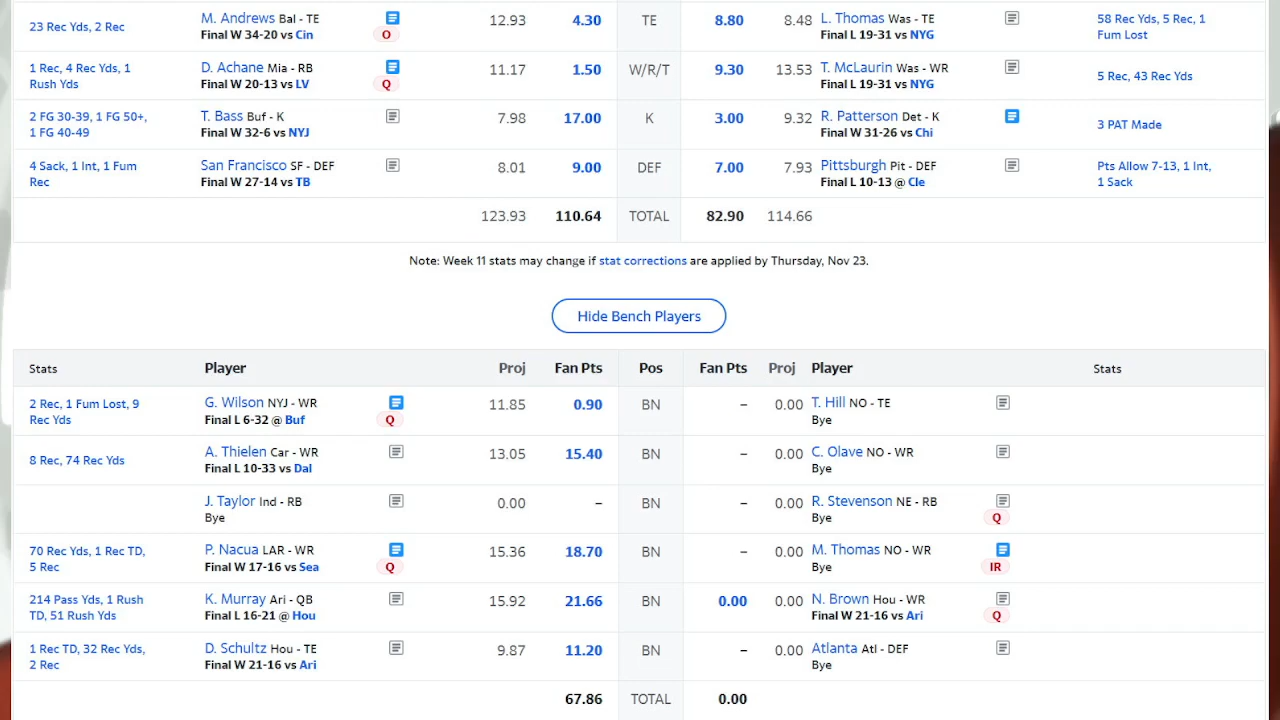 23 Rec Yds, 2 Rec
M. Andrews Bal - TE
Final W 34-20 vs Cin
O
12.93 4.30 TE 8.80 8.48
L. Thomas Was - TE
Final L 19-31 vs NYG
58 Rec Yds, 5 Rec, 1
Fum Lost
1 Rec, 4 Rec Yds, 1
Rush Yds
D. Achane Mia - RB
Final W 20-13 vs LV
Q
11.17 1.50 W/R/T 9.30 13.53
T. McLaurin Was - WR
Final L 19-31 vs NYG
5 Rec, 43 Rec Yds
2 FG 30-39, 1 FG 50+,
1 FG 40-49
T. Bass Buf - K
Final W 32-6 vs NYJ
7.98 17.00 K 3.00 9.32
R. Patterson Det - K
Final W 31-26 vs Chi
3 PAT Made
4 Sack, 1 Int, 1 Fum
Rec
San Francisco SF - DEF
Final W 27-14 vs TB
8.01 9.00 DEF 7.00 7.93
Pittsburgh Pit - DEF
Final L 10-13 @ Cle
Pts Allow 7-13, 1 Int,
1 Sack
123.93 110.64 TOTAL 82.90 114.66
Note: Week 11 stats may change if stat corrections are applied by Thursday, Nov 23.
Hide Bench Players
Stats Player Proj Fan Pts Pos Fan Pts Proj Player Stats
2 Rec, 1 Fum Lost, 9
Rec Yds
G. Wilson NYJ - WR
Final L 6-32 @ Buf
Q
11.85 0.90 BN – 0.00
T. Hill NO - TE
Bye
8 Rec, 74 Rec Yds
A. Thielen Car - WR
Final L 10-33 vs Dal
13.05 15.40 BN – 0.00
C. Olave NO - WR
Bye
J. Taylor Ind - RB
Bye
0.00 – BN – 0.00
R. Stevenson NE - RB
Bye
Q
70 Rec Yds, 1 Rec TD,
5 Rec
P. Nacua LAR - WR
Final W 17-16 vs Sea
Q
15.36 18.70 BN – 0.00
M. Thomas NO - WR
Bye
IR
214 Pass Yds, 1 Rush
TD, 51 Rush Yds
K. Murray Ari - QB
Final L 16-21 @ Hou
15.92 21.66 BN 0.00 0.00
N. Brown Hou - WR
Final W 21-16 vs Ari
Q
1 Rec TD, 32 Rec Yds,
2 Rec
D. Schultz Hou - TE
Final W 21-16 vs Ari
9.87 11.20 BN – 0.00
Atlanta Atl - DEF
Bye
67.86 TOTAL 0.00